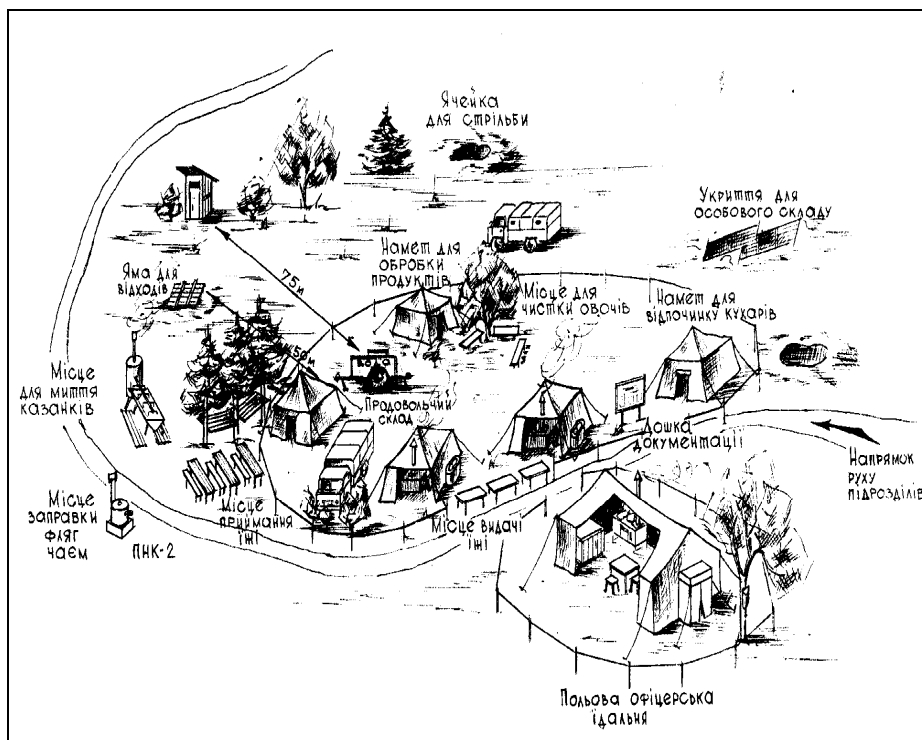 Ячейка
для стрільби
Укриття для
особового складу
Намет для
обробки
продуктів
75м
Яма для
відходів
Місце для
чистки овочів
Намет для
відпочинку кухарів
50м
Місце
для миття
казанків
Продовольчий
склад
Дошка
документації
Напрямок
руху
підрозділів
Місце
заправки
фляг
чаєм
ПНК-2
Місце
приймання
їжі
Місце видачі
їжі
Польова офіцерська
їдальня